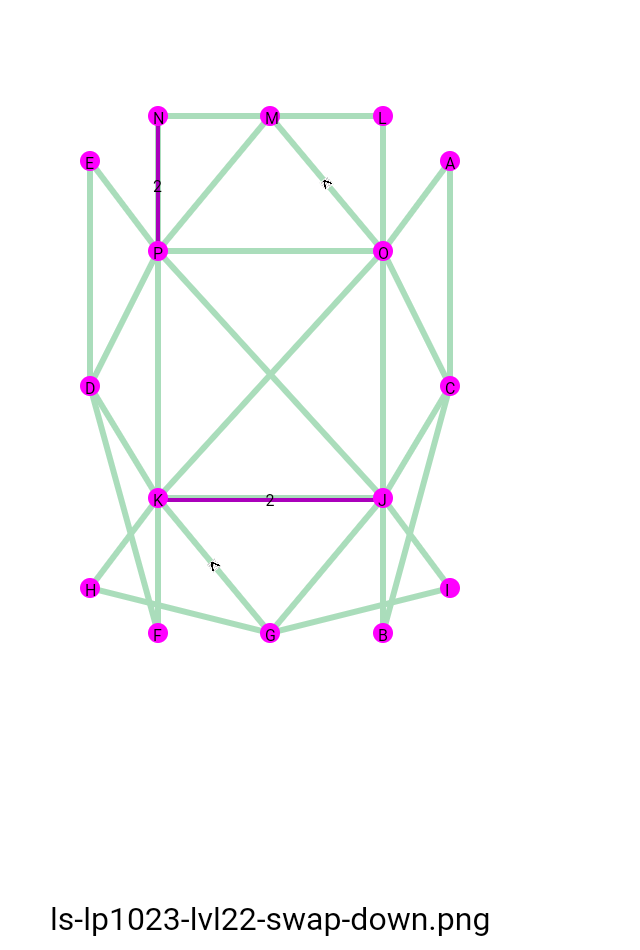 N M L
E A
2
P O
D C
K 2 J
H I
F G B
ls-lp1023-lvl22-swap-down.png